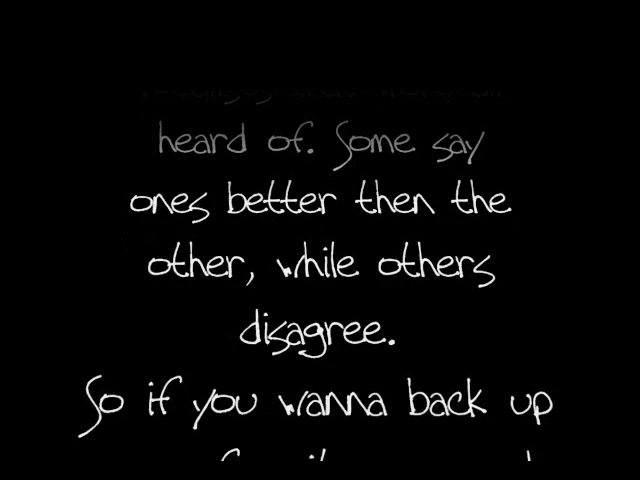 heard of. Some say
ones better then the
other, while others
disagree.
So if you wanna back up